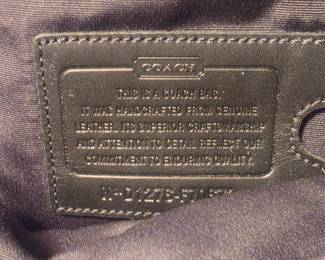 COACH
THIS IS A COACH BAG.
IT WAS HANDCRAFTED FROM GENUINE
LEATHER. ITS SUPERIOR CRAFTSMANSHIP
AND ATTENTION TO DETAIL REFLECT OUR
COMMITMENT TO ENDURING QUALITY.